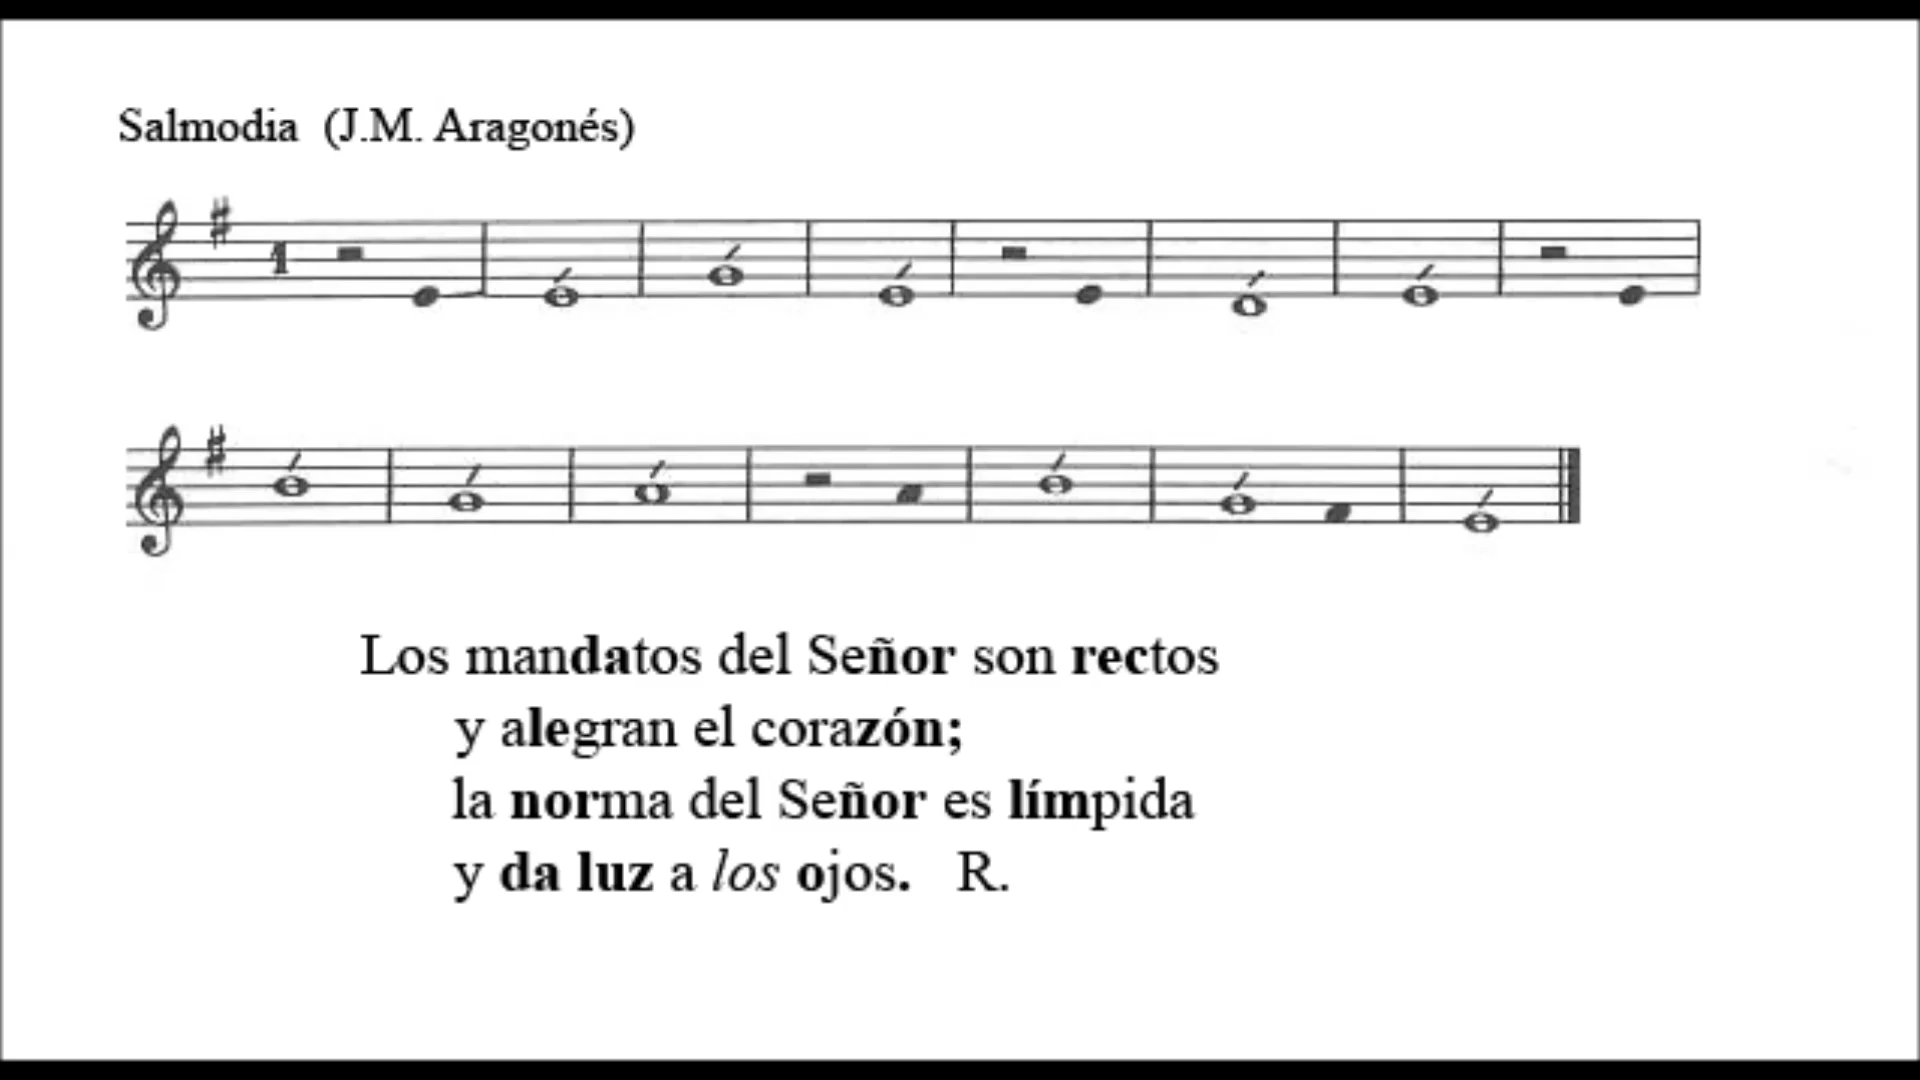 Salmodia (J.M. Aragonés)
1
Los mandatos del Señor son rectos
y alegran el corazón;
la norma del Señor es límpida
y da luz a los ojos. R.